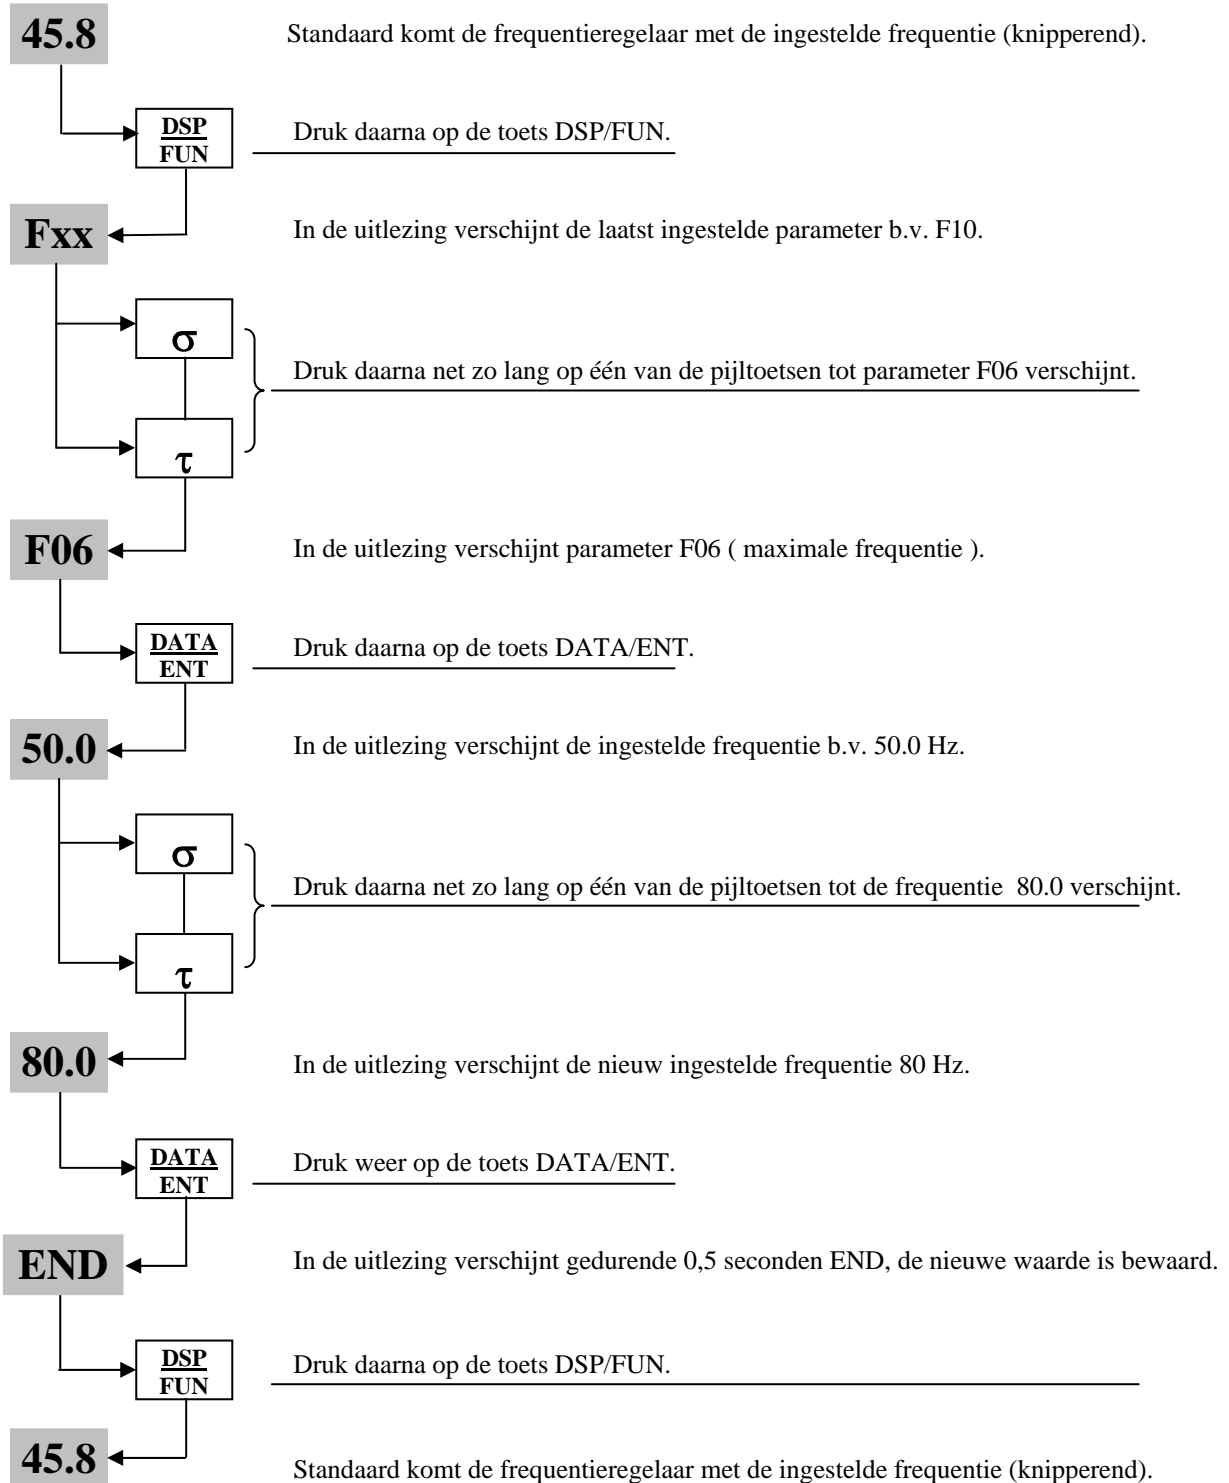 45.8
Standaard komt de frequentieregelaar met de ingestelde frequentie (knipperend).
DSP
FUN
Druk daarna op de toets DSP/FUN.
Fxx
In de uitlezing verschijnt de laatst ingestelde parameter b.v. F10.
σ
Druk daarna net zo lang op één van de pijltoetsen tot parameter F06 verschijnt.
τ
F06
In de uitlezing verschijnt parameter F06 ( maximale frequentie ).
DATA
ENT
Druk daarna op de toets DATA/ENT.
50.0
In de uitlezing verschijnt de ingestelde frequentie b.v. 50.0 Hz.
σ
Druk daarna net zo lang op één van de pijltoetsen tot de frequentie 80.0 verschijnt.
τ
80.0
In de uitlezing verschijnt de nieuw ingestelde frequentie 80 Hz.
DATA
ENT
Druk weer op de toets DATA/ENT.
END
In de uitlezing verschijnt gedurende 0,5 seconden END, de nieuwe waarde is bewaard.
DSP
FUN
Druk daarna op de toets DSP/FUN.
45.8
Standaard komt de frequentieregelaar met de ingestelde frequentie (knipperend).